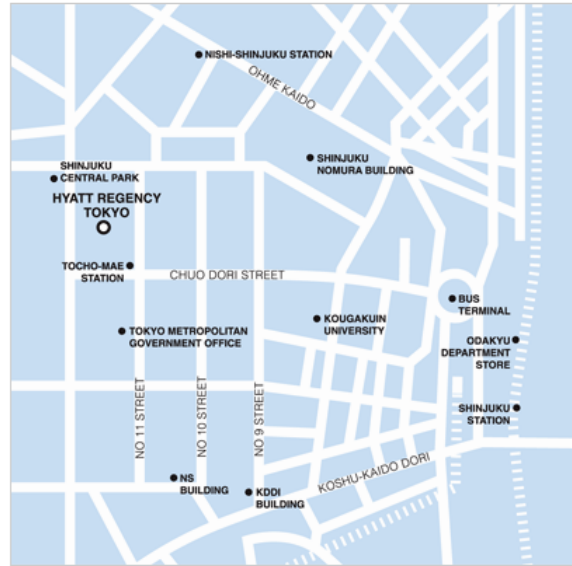 NISHI-SHINJUKU STATION
OHME KAIDO
SHINJUKU
NOMURA BUILDING
SHINJUKU
CENTRAL PARK
HYATT REGENCY
TOKYO
TOCHO-MAE
STATION
CHUO DORI STREET
BUS
TERMINAL
KOUGAKUIN
UNIVERSITY
TOKYO METROPOLITAN
GOVERNMENT OFFICE
ODAKYU
DEPARTMENT
STORE
NO 11 STREET
NO 10 STREET
NO 9 STREET
SHINJUKU
STATION
KOSHU-KAIDO DORI
NS
BUILDING
KDDI
BUILDING